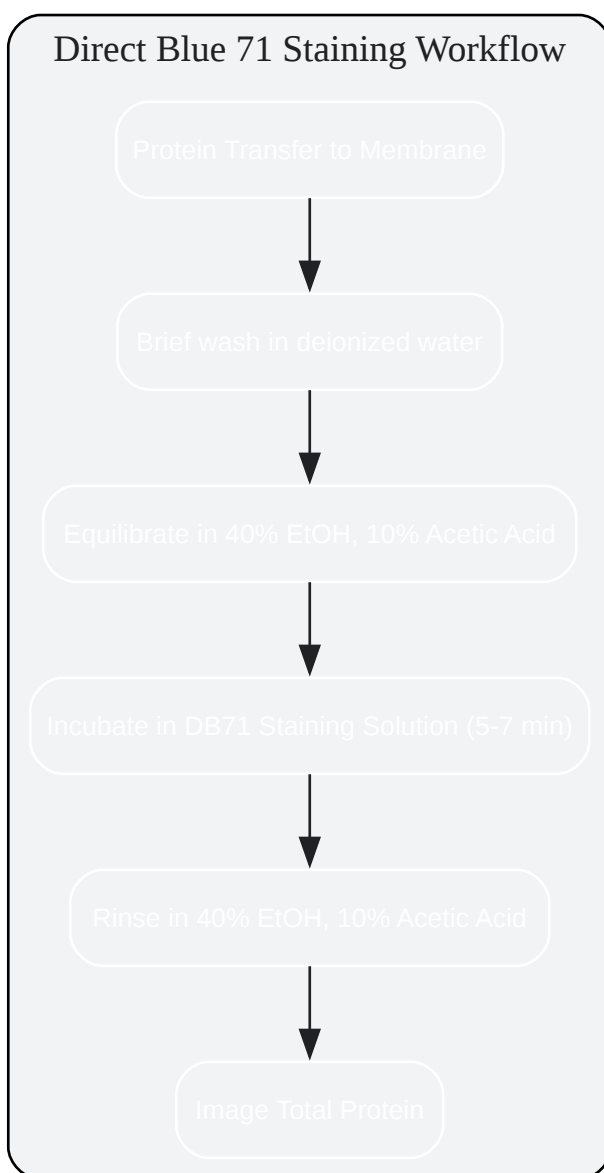 Direct Blue 71 Staining Workflow
Protein Transfer to Membrane
Brief wash in deionized water
Equilibrate in 40% EtOH, 10% Acetic Acid
Incubate in DB71 Staining Solution (5-7 min)
Rinse in 40% EtOH, 10% Acetic Acid
Image Total Protein